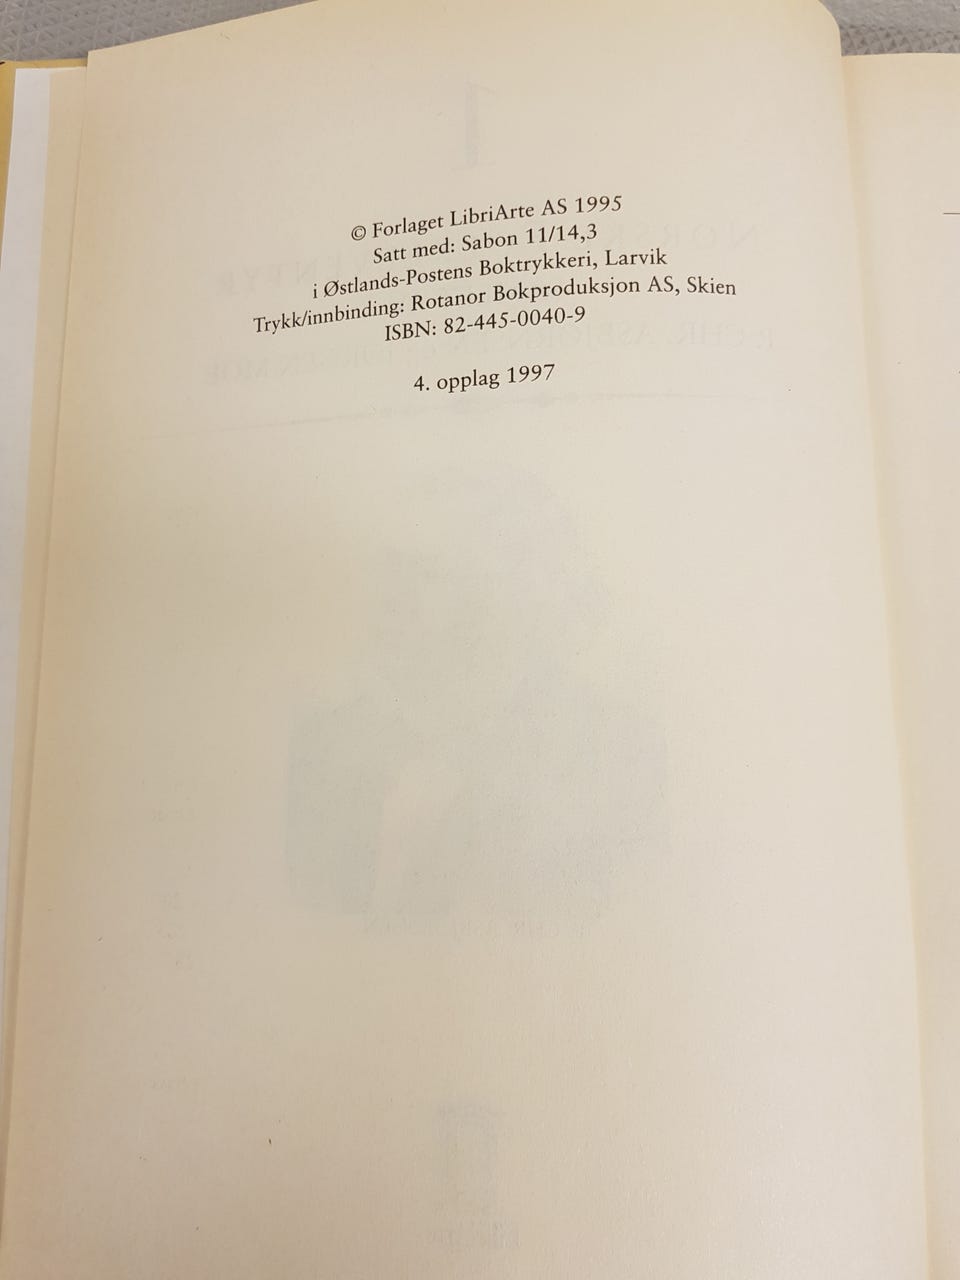 © Forlaget LibriArte AS 1995
Satt med: Sabon 11/14,3
i Østlands-Postens Boktrykkeri, Larvik
Trykk/innbinding: Rotanor Bokproduksjon AS, Skien
ISBN: 82-445-0040-9
4. opplag 1997